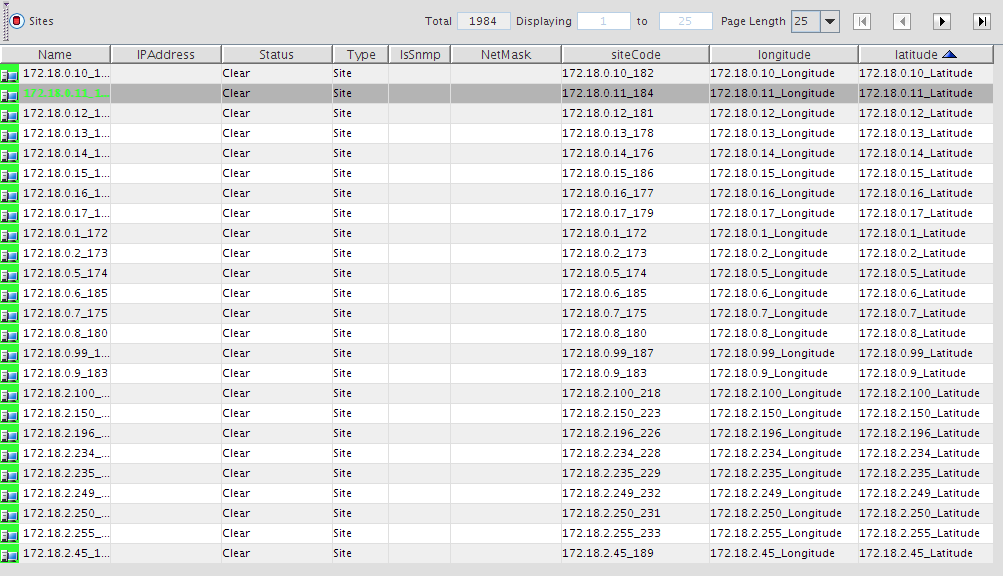 Sites Total 1984 Displaying 1 to 25 Page Length 25
Name IPAddress Status Type IsSnmp NetMask siteCode longitude latitude
172.18.0.10_1... Clear Site 172.18.0.10_182 172.18.0.10_Longitude 172.18.0.10_Latitude
172.18.0.11_1... Clear Site 172.18.0.11_184 172.18.0.11_Longitude 172.18.0.11_Latitude
172.18.0.12_1... Clear Site 172.18.0.12_181 172.18.0.12_Longitude 172.18.0.12_Latitude
172.18.0.13_1... Clear Site 172.18.0.13_178 172.18.0.13_Longitude 172.18.0.13_Latitude
172.18.0.14_1... Clear Site 172.18.0.14_176 172.18.0.14_Longitude 172.18.0.14_Latitude
172.18.0.15_1... Clear Site 172.18.0.15_186 172.18.0.15_Longitude 172.18.0.15_Latitude
172.18.0.16_1... Clear Site 172.18.0.16_177 172.18.0.16_Longitude 172.18.0.16_Latitude
172.18.0.17_1... Clear Site 172.18.0.17_179 172.18.0.17_Longitude 172.18.0.17_Latitude
172.18.0.1_172 Clear Site 172.18.0.1_172 172.18.0.1_Longitude 172.18.0.1_Latitude
172.18.0.2_173 Clear Site 172.18.0.2_173 172.18.0.2_Longitude 172.18.0.2_Latitude
172.18.0.5_174 Clear Site 172.18.0.5_174 172.18.0.5_Longitude 172.18.0.5_Latitude
172.18.0.6_185 Clear Site 172.18.0.6_185 172.18.0.6_Longitude 172.18.0.6_Latitude
172.18.0.7_175 Clear Site 172.18.0.7_175 172.18.0.7_Longitude 172.18.0.7_Latitude
172.18.0.8_180 Clear Site 172.18.0.8_180 172.18.0.8_Longitude 172.18.0.8_Latitude
172.18.0.99_1... Clear Site 172.18.0.99_187 172.18.0.99_Longitude 172.18.0.99_Latitude
172.18.0.9_183 Clear Site 172.18.0.9_183 172.18.0.9_Longitude 172.18.0.9_Latitude
172.18.2.100_... Clear Site 172.18.2.100_218 172.18.2.100_Longitude 172.18.2.100_Latitude
172.18.2.150_... Clear Site 172.18.2.150_223 172.18.2.150_Longitude 172.18.2.150_Latitude
172.18.2.196_... Clear Site 172.18.2.196_226 172.18.2.196_Longitude 172.18.2.196_Latitude
172.18.2.234_... Clear Site 172.18.2.234_228 172.18.2.234_Longitude 172.18.2.234_Latitude
172.18.2.235_... Clear Site 172.18.2.235_229 172.18.2.235_Longitude 172.18.2.235_Latitude
172.18.2.249_... Clear Site 172.18.2.249_232 172.18.2.249_Longitude 172.18.2.249_Latitude
172.18.2.250_... Clear Site 172.18.2.250_231 172.18.2.250_Longitude 172.18.2.250_Latitude
172.18.2.255_... Clear Site 172.18.2.255_233 172.18.2.255_Longitude 172.18.2.255_Latitude
172.18.2.45_1... Clear Site 172.18.2.45_189 172.18.2.45_Longitude 172.18.2.45_Latitude